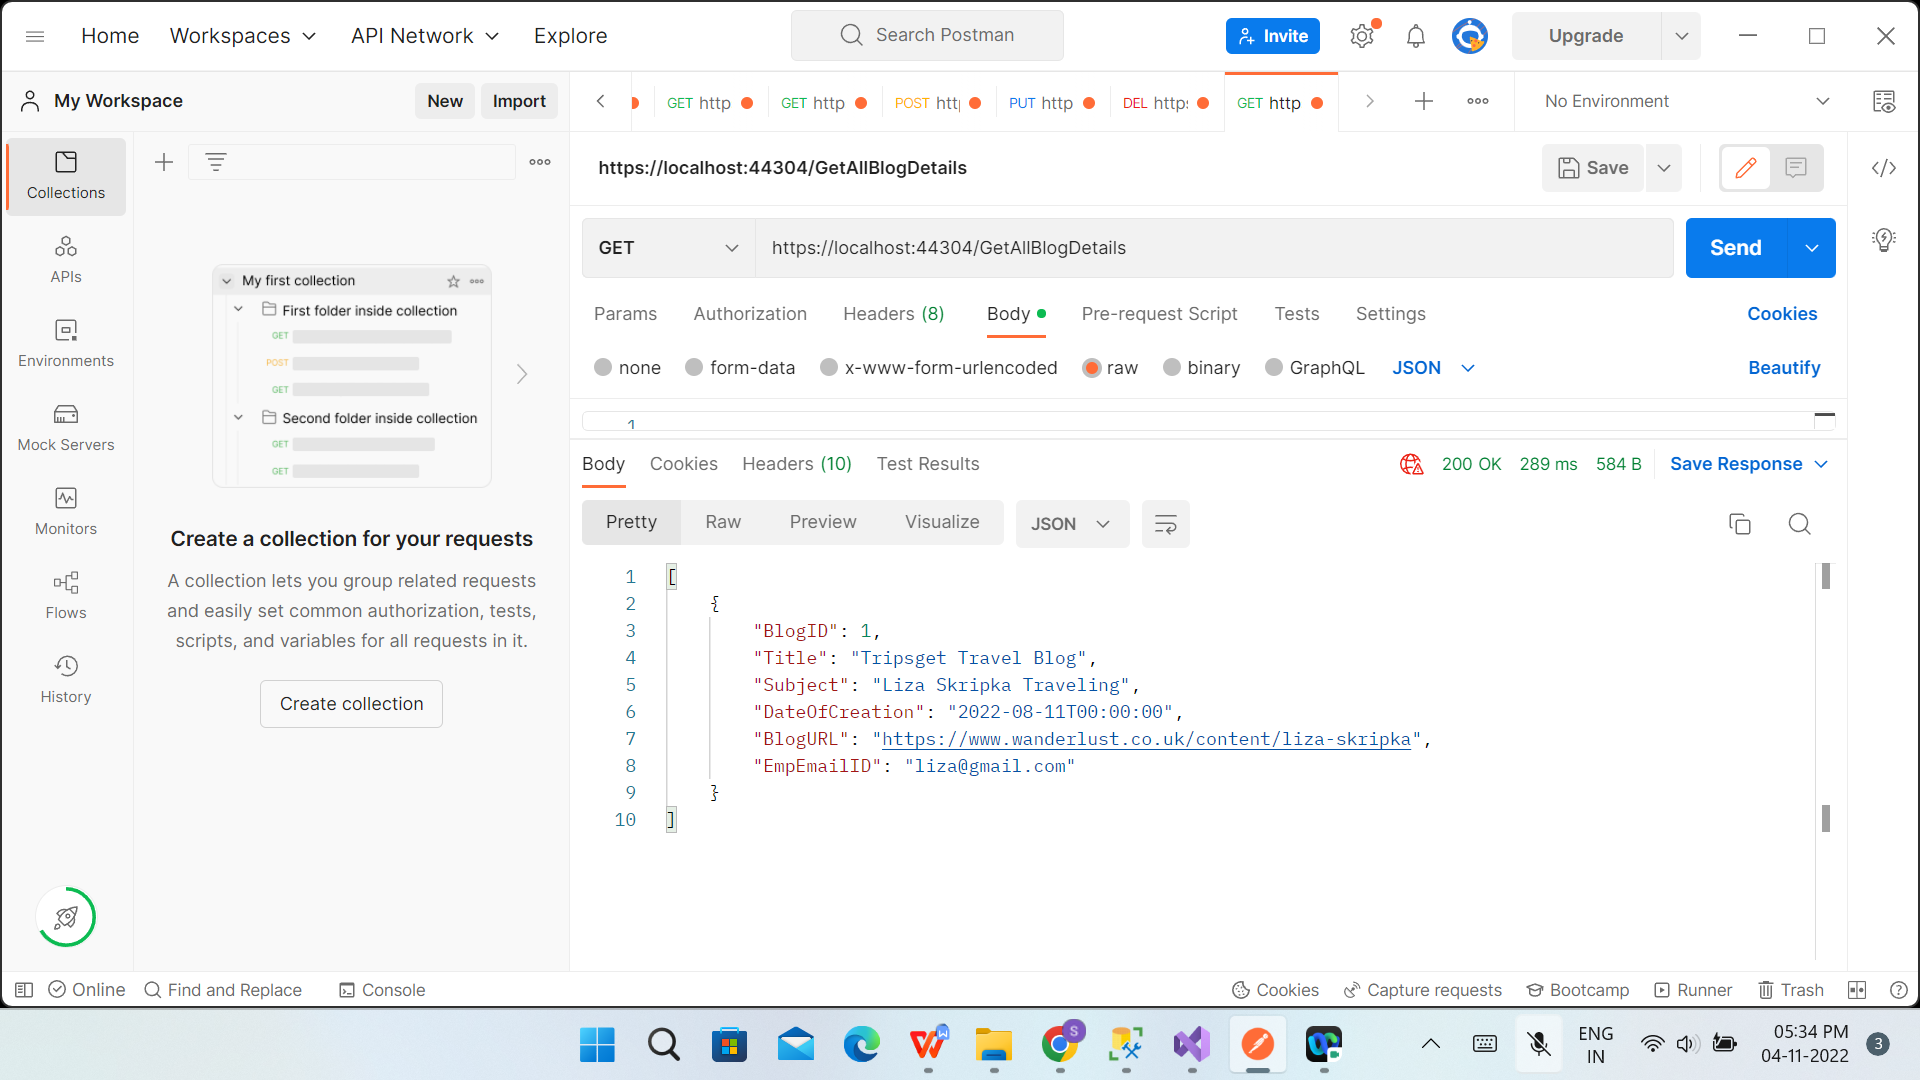 Home
Workspaces
API Network
Explore
Search Postman
Invite
Upgrade
My Workspace
New
Import
GET http
GET http
POST htt
PUT http
DEL http
GET http
No Environment
Collections
APIs
Environments
Mock Servers
Monitors
Flows
History
My first collection
First folder inside collection
GET
POST
GET
Second folder inside collection
GET
GET
Create a collection for your requests
A collection lets you group related requests
and easily set common authorization, tests,
scripts, and variables for all requests in it.
Create collection
https://localhost:44304/GetAllBlogDetails
Save
GET
https://localhost:44304/GetAllBlogDetails
Send
Params
Authorization
Headers (8)
Body
Pre-request Script
Tests
Settings
Cookies
none
form-data
x-www-form-urlencoded
raw
binary
GraphQL
JSON
Beautify
1
Body
Cookies
Headers (10)
Test Results
200 OK
289 ms
584 B
Save Response
Pretty
Raw
Preview
Visualize
JSON
1 [
2 {
3 "BlogID": 1,
4 "Title": "Tripsget Travel Blog",
5 "Subject": "Liza Skripka Traveling",
6 "DateOfCreation": "2022-08-11T00:00:00",
7 "BlogURL": "https://www.wanderlust.co.uk/content/liza-skripka",
8 "EmpEmailID": "liza@gmail.com"
9 }
10 ]
Online
Find and Replace
Console
Cookies
Capture requests
Bootcamp
Runner
Trash
W
S
ENG
IN
05:34 PM
04-11-2022
3